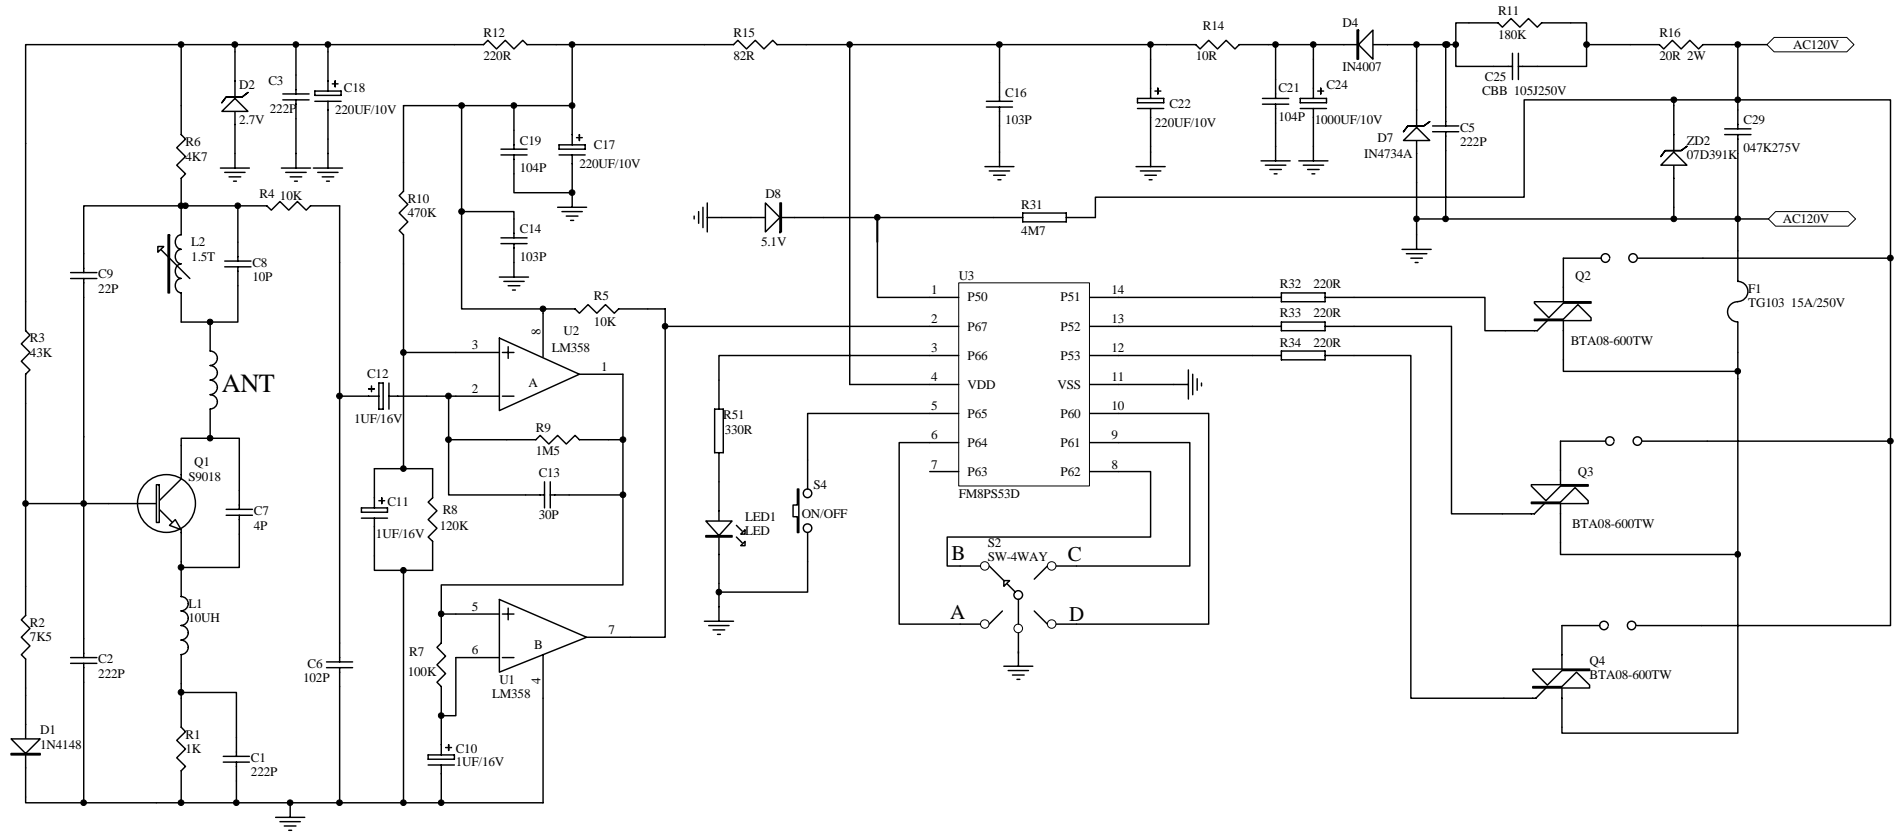 R12
220R
R15
82R
R14
10R
D4
IN4007
R11
180K
C25
CBB 105J250V
R16
20R 2W
AC120V
D2
2.7V
C3
222P
C18
220UF/10V
C19
104P
C17
220UF/10V
C16
103P
C22
220UF/10V
C21
104P
C24
1000UF/10V
D7
IN4734A
C5
222P
ZD2
07D391K
C29
047K275V
R6
4K7
R4 10K
R10
470K
C14
103P
D8
5.1V
R31
4M7
AC120V
L2
1.5T
C8
10P
C9
22P
R3
43K
ANT
R5
10K
U2
LM358
8
3
2
1
A
C12
1UF/16V
R9
1M5
C13
30P
U3
1 P50
2 P67
3 P66
4 VDD
5 P65
6 P64
7 P63
P51 14
P52 13
P53 12
VSS 11
P60 10
P61 9
P62 8
FM8PS53D
R32 220R
R33 220R
R34 220R
Q2
BTA08-600TW
F1
TG103 15A/250V
Q3
BTA08-600TW
Q4
BTA08-600TW
Q1
S9018
C7
4P
C11
1UF/16V
R8
120K
R51
330R
LED1
LED
S4
ON/OFF
S2
SW-4WAY
B
C
A
D
L1
10UH
R2
7K5
C2
222P
C6
102P
R7
100K
5
6
7
B
4
U1
LM358
C10
1UF/16V
D1
1N4148
R1
1K
C1
222P